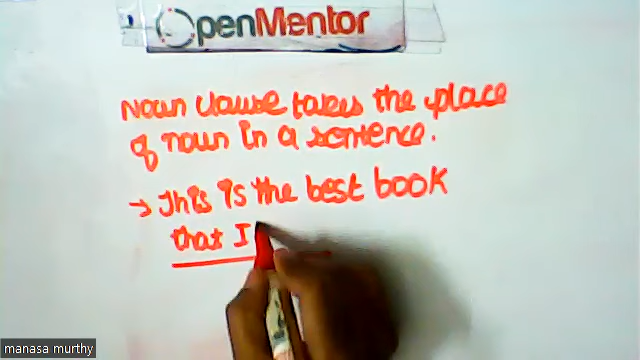 OpenMentor
Noun clause takes the place
of noun in a sentence.
→ This is the best book
that I
manasa murthy